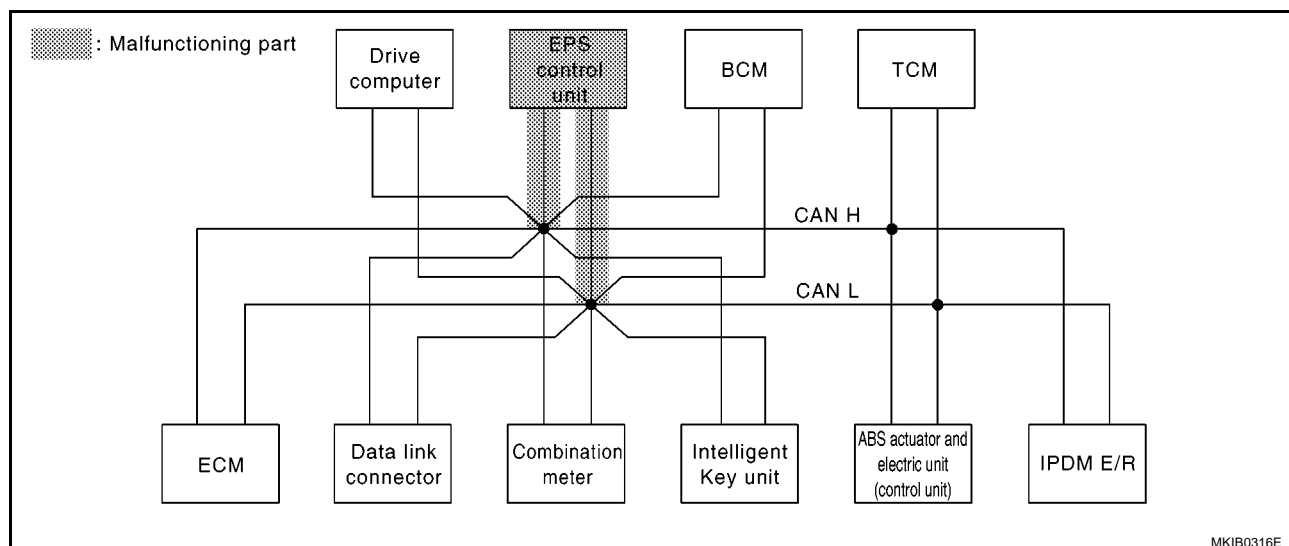 : Malfunctioning part
Drive
computer
EPS
control
unit
BCM
TCM
CAN H
CAN L
ECM
Data link
connector
Combination
meter
Intelligent
Key unit
ABS actuator and
electric unit
(control unit)
IPDM E/R
MKIB0316E